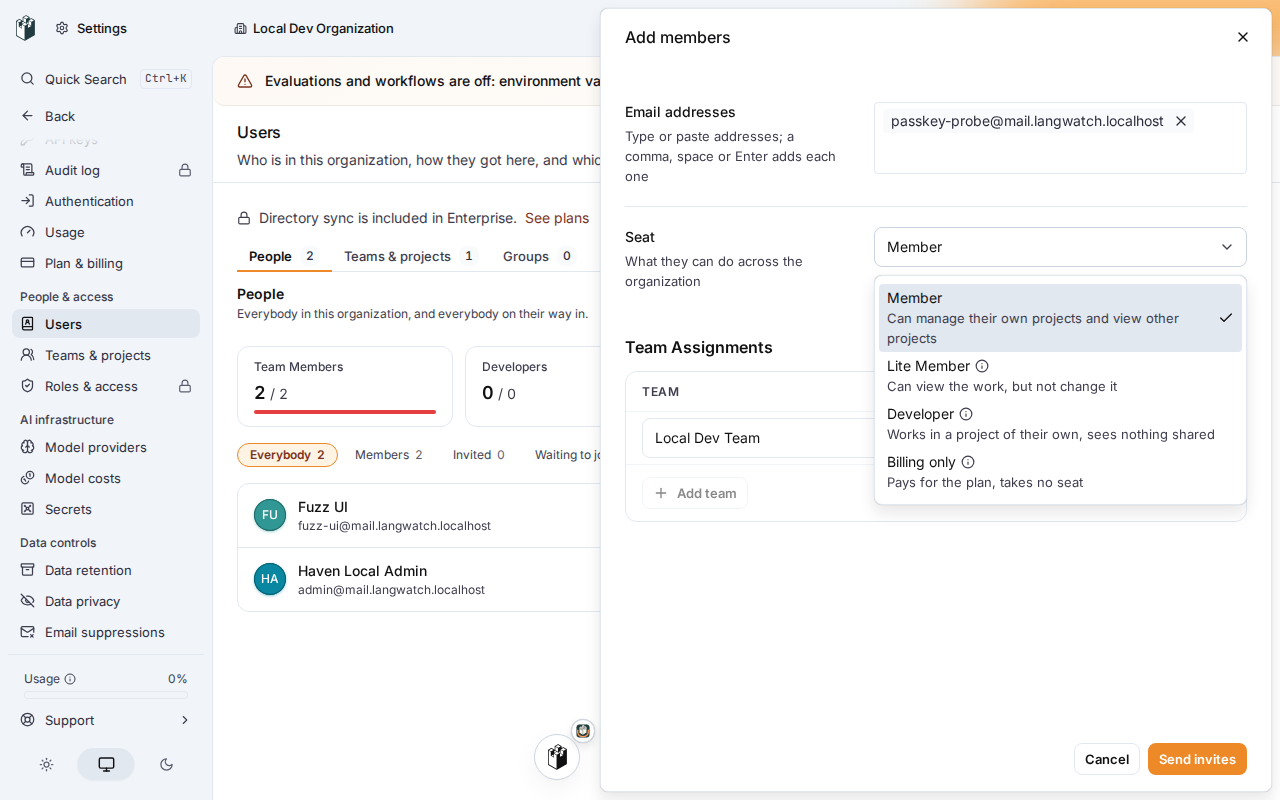 Settings
Local Dev Organization
Add members
Quick Search
Ctrl+K
Back
API keys
Audit log
Authentication
Usage
Plan & billing
People & access
Users
Teams & projects
Roles & access
AI infrastructure
Model providers
Model costs
Secrets
Data controls
Data retention
Data privacy
Email suppressions
Usage
0%
Support
Evaluations and workflows are off: environment va
Users
Who is in this organization, how they got here, and whic
Directory sync is included in Enterprise. See plans
People 2
Teams & projects 1
Groups 0
People
Everybody in this organization, and everybody on their way in.
Team Members
2 / 2
Developers
0 / 0
Everybody 2
Members 2
Invited 0
Waiting to jo
FU
Fuzz UI
fuzz-ui@mail.langwatch.localhost
HA
Haven Local Admin
admin@mail.langwatch.localhost
Email addresses
Type or paste addresses; a
comma, space or Enter adds each
one
passkey-probe@mail.langwatch.localhost
Seat
What they can do across the
organization
Member
Member
Can manage their own projects and view other
projects
Lite Member
Can view the work, but not change it
Developer
Works in a project of their own, sees nothing shared
Billing only
Pays for the plan, takes no seat
Team Assignments
TEAM
Local Dev Team
Add team
Cancel
Send invites